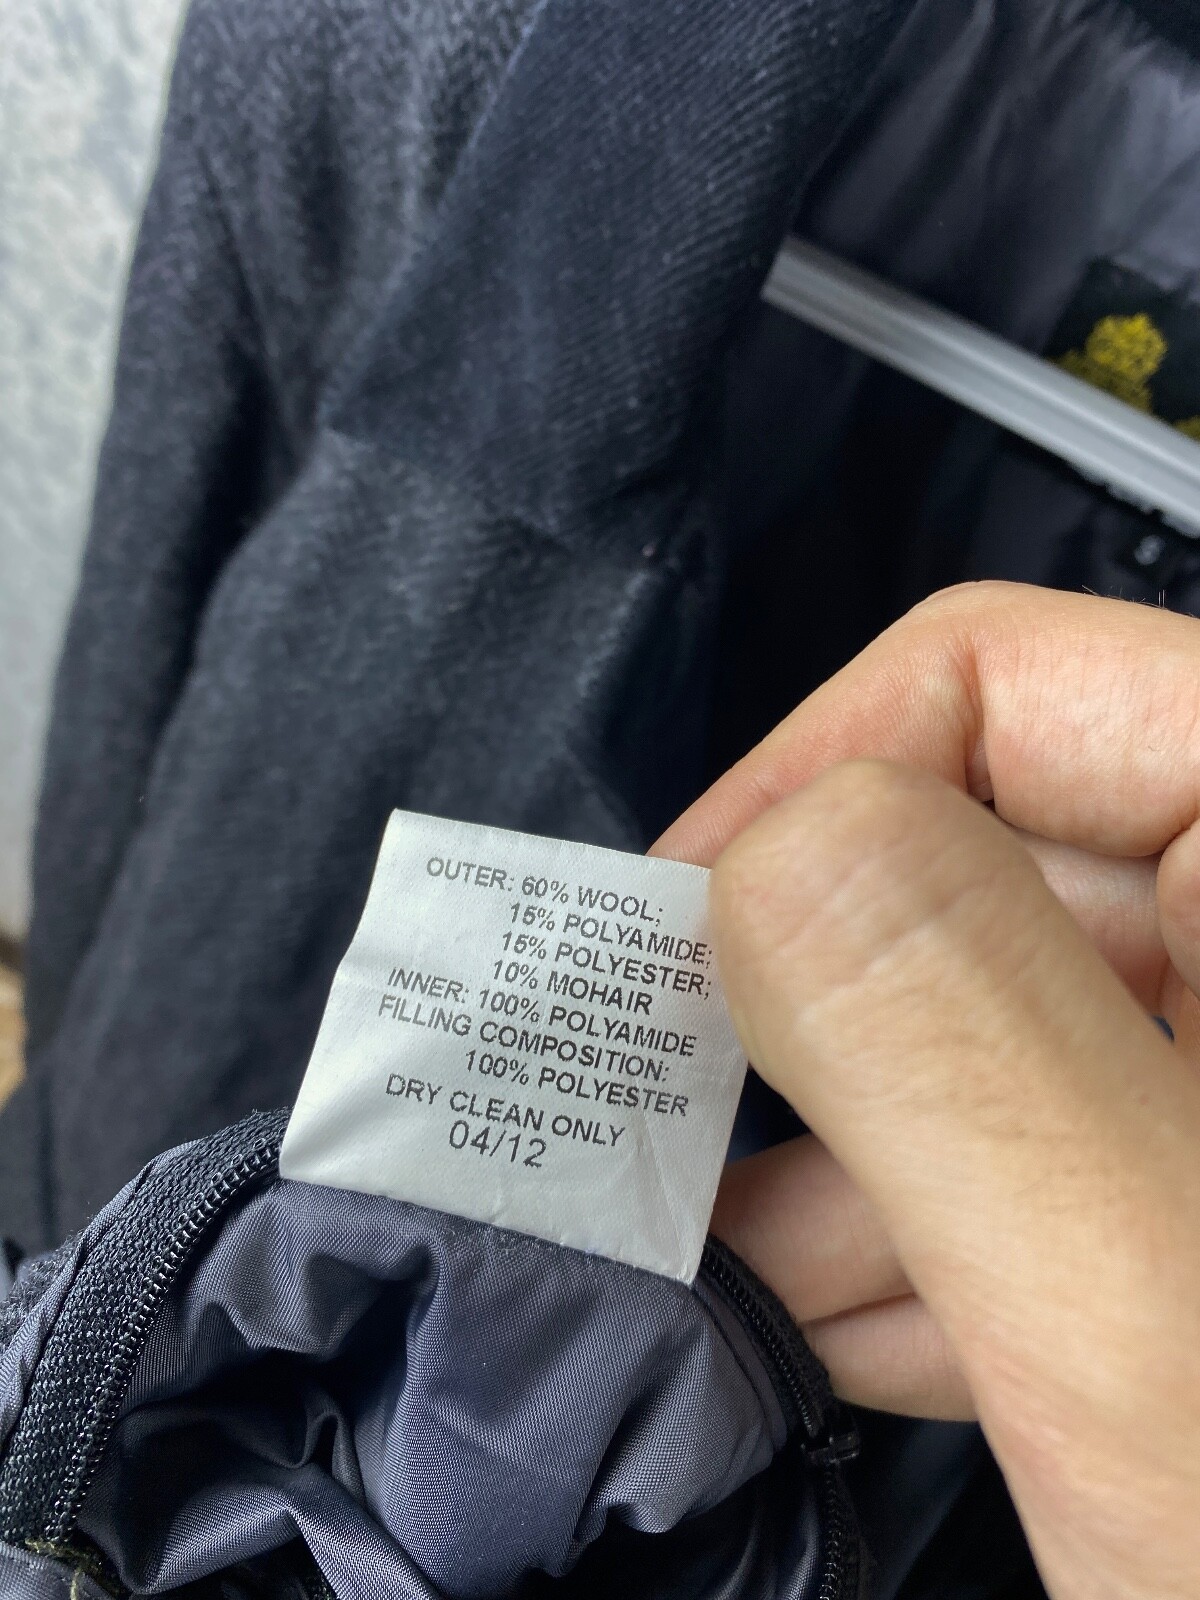 S
OUTER: 60% WOOL;
15% POLYAMIDE;
15% POLYESTER;
10% MOHAIR
INNER: 100% POLYAMIDE
FILLING COMPOSITION:
100% POLYESTER
DRY CLEAN ONLY
04/12